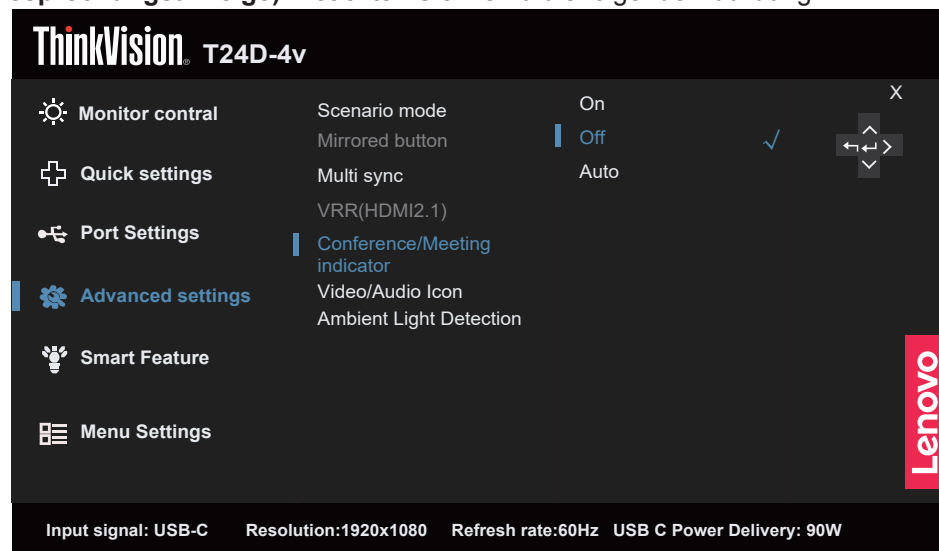 ThinkVision® T24D-4v
X
Monitor contral
Quick settings
Port Settings
Advanced settings
Smart Feature
Menu Settings
Scenario mode
Mirrored button
Multi sync
VRR(HDMI2.1)
Conference/Meeting
indicator
Video/Audio Icon
Ambient Light Detection
On
Off
Auto
Lenovo
Input signal: USB-C Resolution:1920x1080 Refresh rate:60Hz USB C Power Delivery: 90W